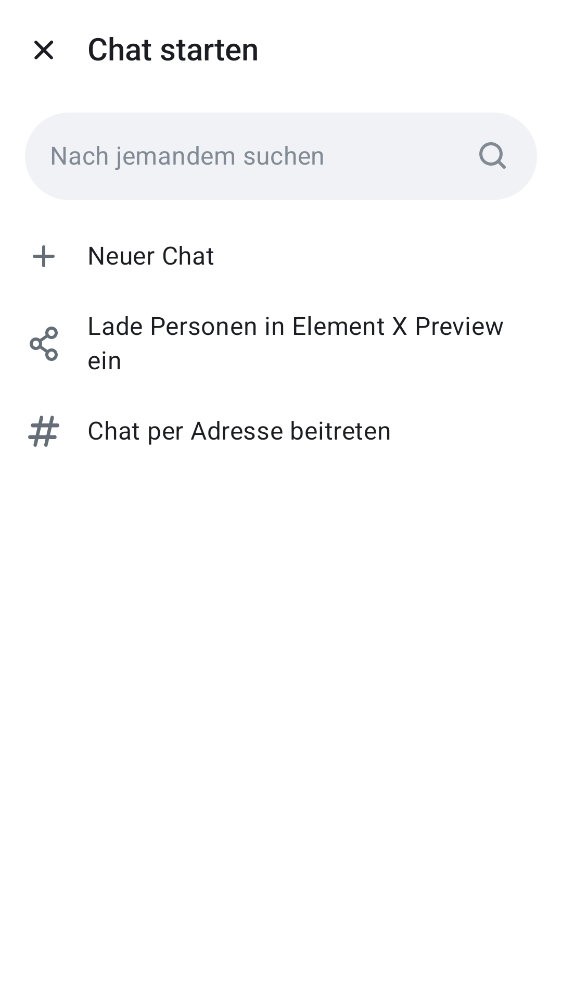 Chat starten
Nach jemandem suchen
Neuer Chat
Lade Personen in Element X Preview
ein
Chat per Adresse beitreten